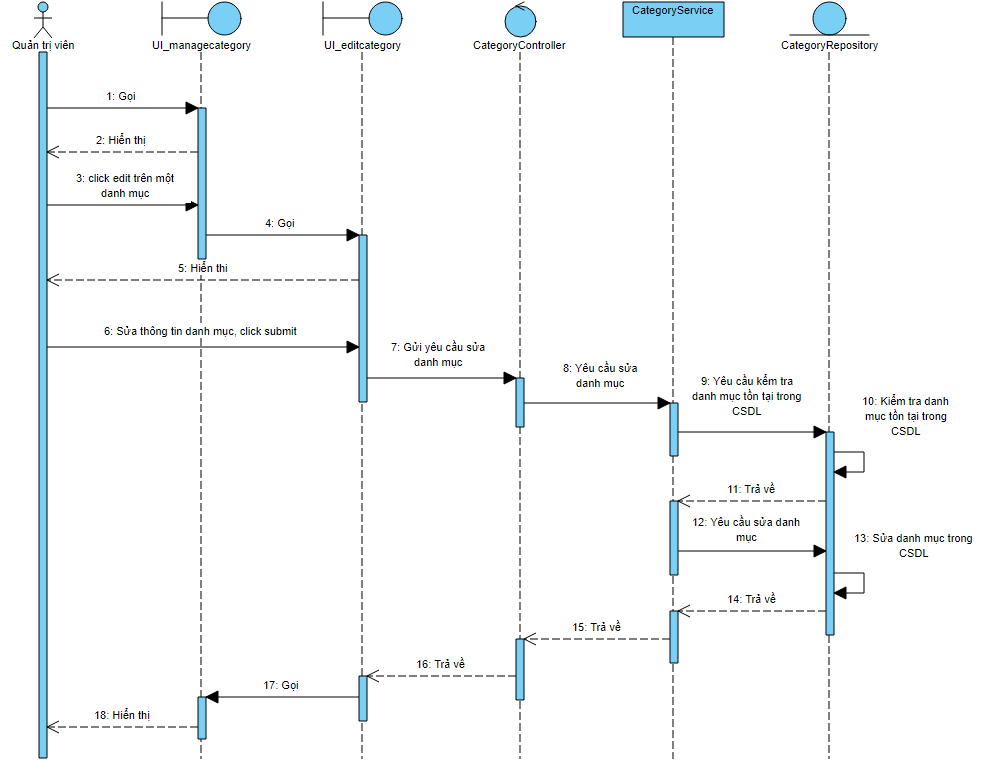 Quản trị viên
UI_managecategory
UI_editcategory
CategoryController
CategoryService
CategoryRepository
1: Gọi
2: Hiển thị
3: click edit trên một
danh mục
4: Gọi
5: Hiển thi
6: Sửa thông tin danh mục, click submit
7: Gửi yêu cầu sửa
danh mục
8: Yêu cầu sửa
danh mục
9: Yêu cầu kểm tra
danh mục tồn tại trong
CSDL
10: Kiểm tra danh
mục tồn tại trong
CSDL
11: Trả về
12: Yêu cầu sửa danh
mục
13: Sửa danh mục trong
CSDL
14: Trả về
15: Trả về
16: Trả về
17: Gọi
18: Hiển thị